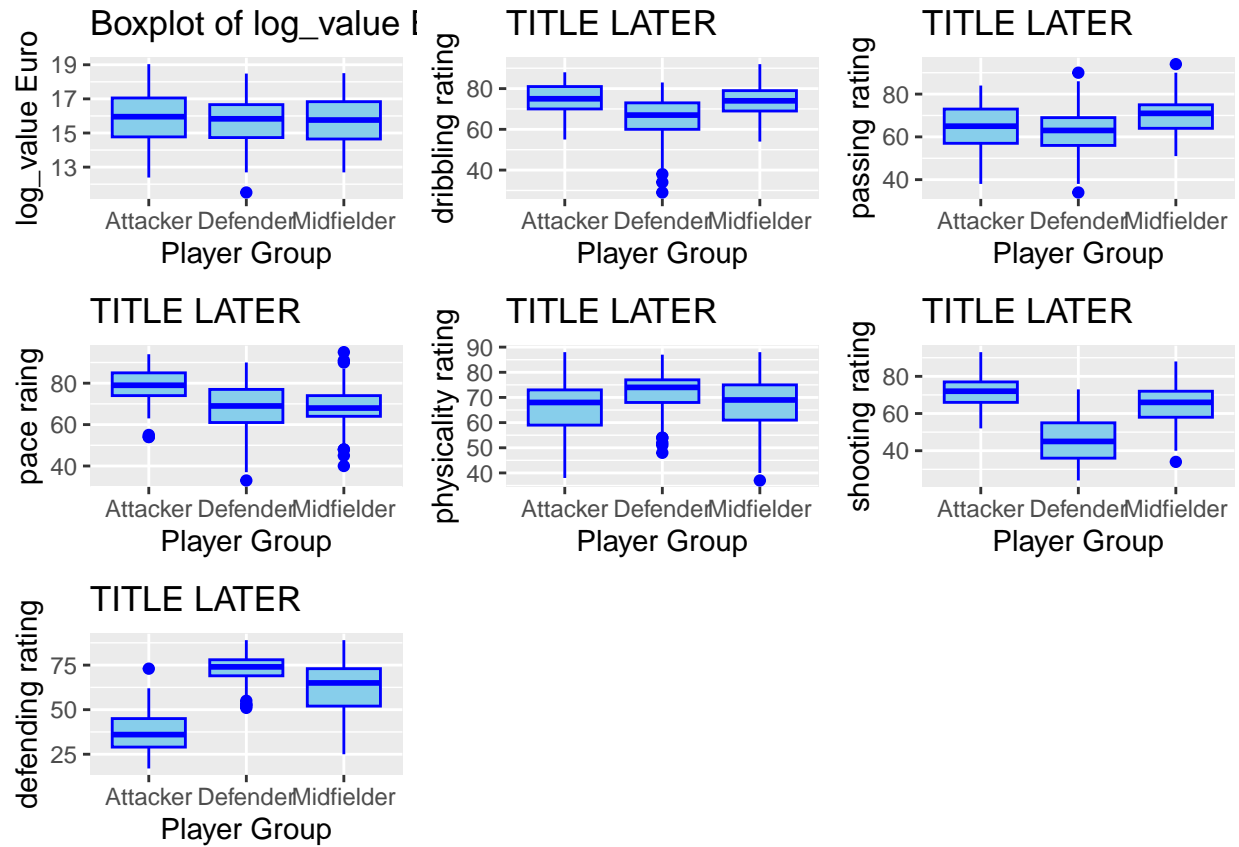 Boxplot of log_value E
log_value Euro
19
17
15
13
Attacker Defender Midfielder
Player Group
TITLE LATER
dribbling rating
80
60
40
Attacker Defender Midfielder
Player Group
TITLE LATER
passing rating
80
60
40
Attacker Defender Midfielder
Player Group
TITLE LATER
pace raing
80
60
40
Attacker Defender Midfielder
Player Group
TITLE LATER
physicality rating
90
80
70
60
50
40
Attacker Defender Midfielder
Player Group
TITLE LATER
shooting rating
80
60
40
Attacker Defender Midfielder
Player Group
TITLE LATER
defending rating
75
50
25
Attacker Defender Midfielder
Player Group